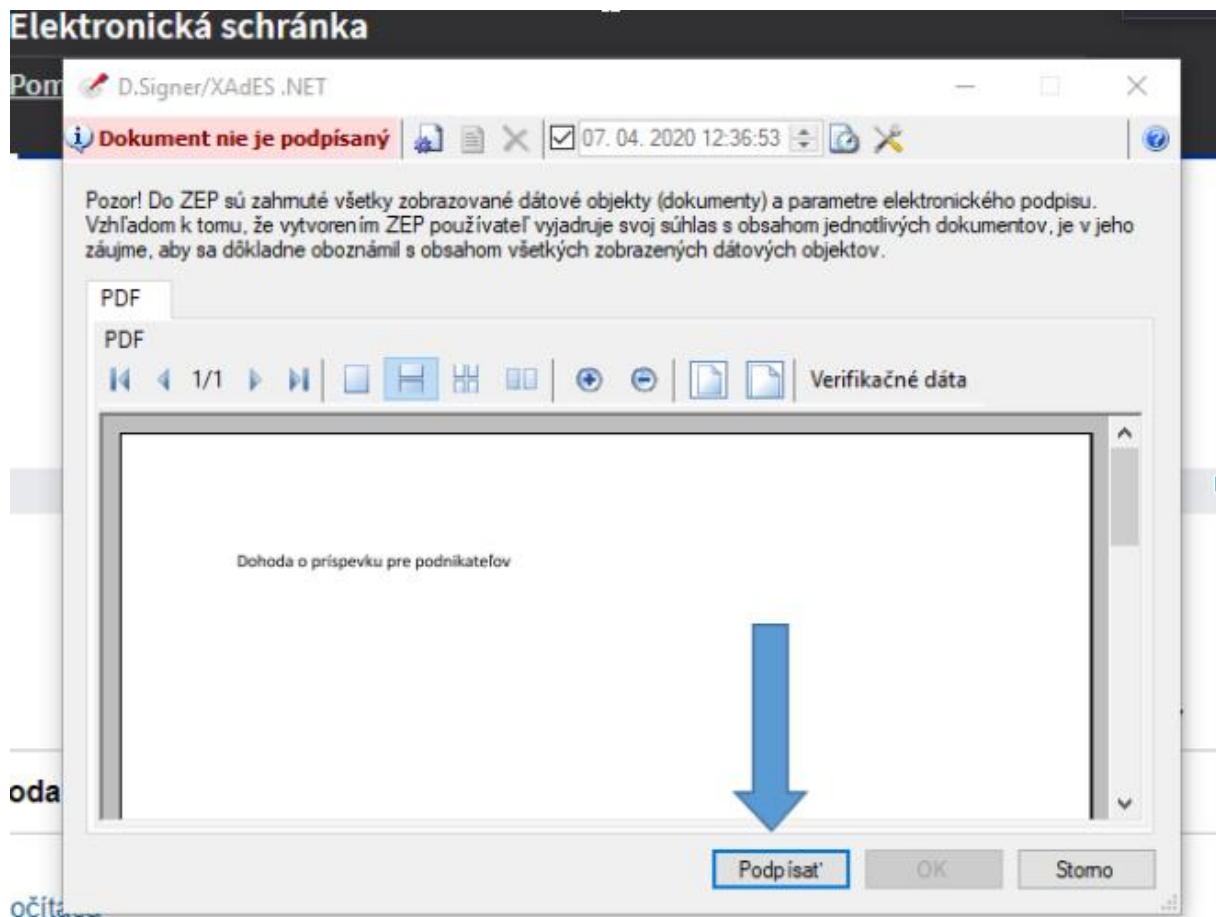 Elektronická schránka
Pom
D.Signer/XAdES .NET
Dokument nie je podpísaný
07. 04. 2020 12:36:53
Pozor! Do ZEP sú zahrnuté všetky zobrazované dátové objekty (dokumenty) a parametre elektronického podpisu.
Vzhľadom k tomu, že vytvorením ZEP používateľ vyjadruje svoj súhlas s obsahom jednotlivých dokumentov, je v jeho
záujme, aby sa dôkladne oboznámil s obsahom všetkých zobrazených dátových objektov.
PDF
PDF
1/1
Verifikačné dáta
Dohoda o príspevku pre podnikateľov
oda
Podpísať
OK
Storno